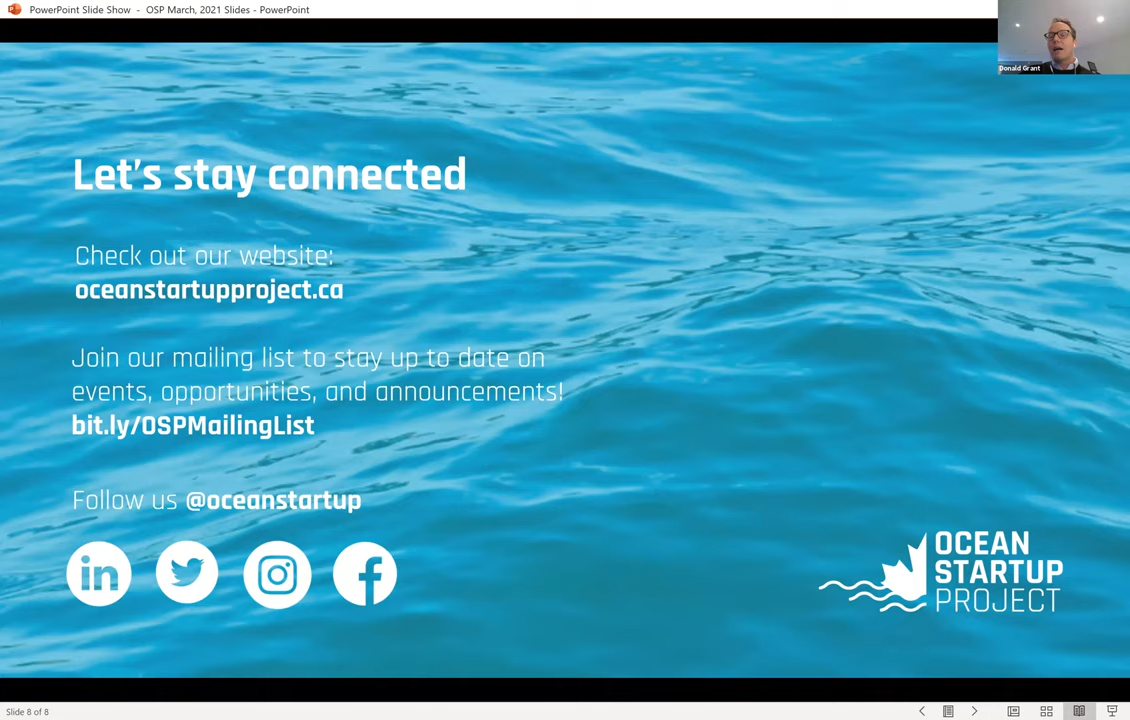 PowerPoint Slide Show - OSP March, 2021 Slides - PowerPoint
Donald Grant
Let's stay connected
Check out our website:
oceanstartupproject.ca
Join our mailing list to stay up to date on
events, opportunities, and announcements!
bit.ly/OSPMailingList
Follow us @oceanstartup
in
OCEAN
STARTUP
PROJECT
Slide 8 of 8